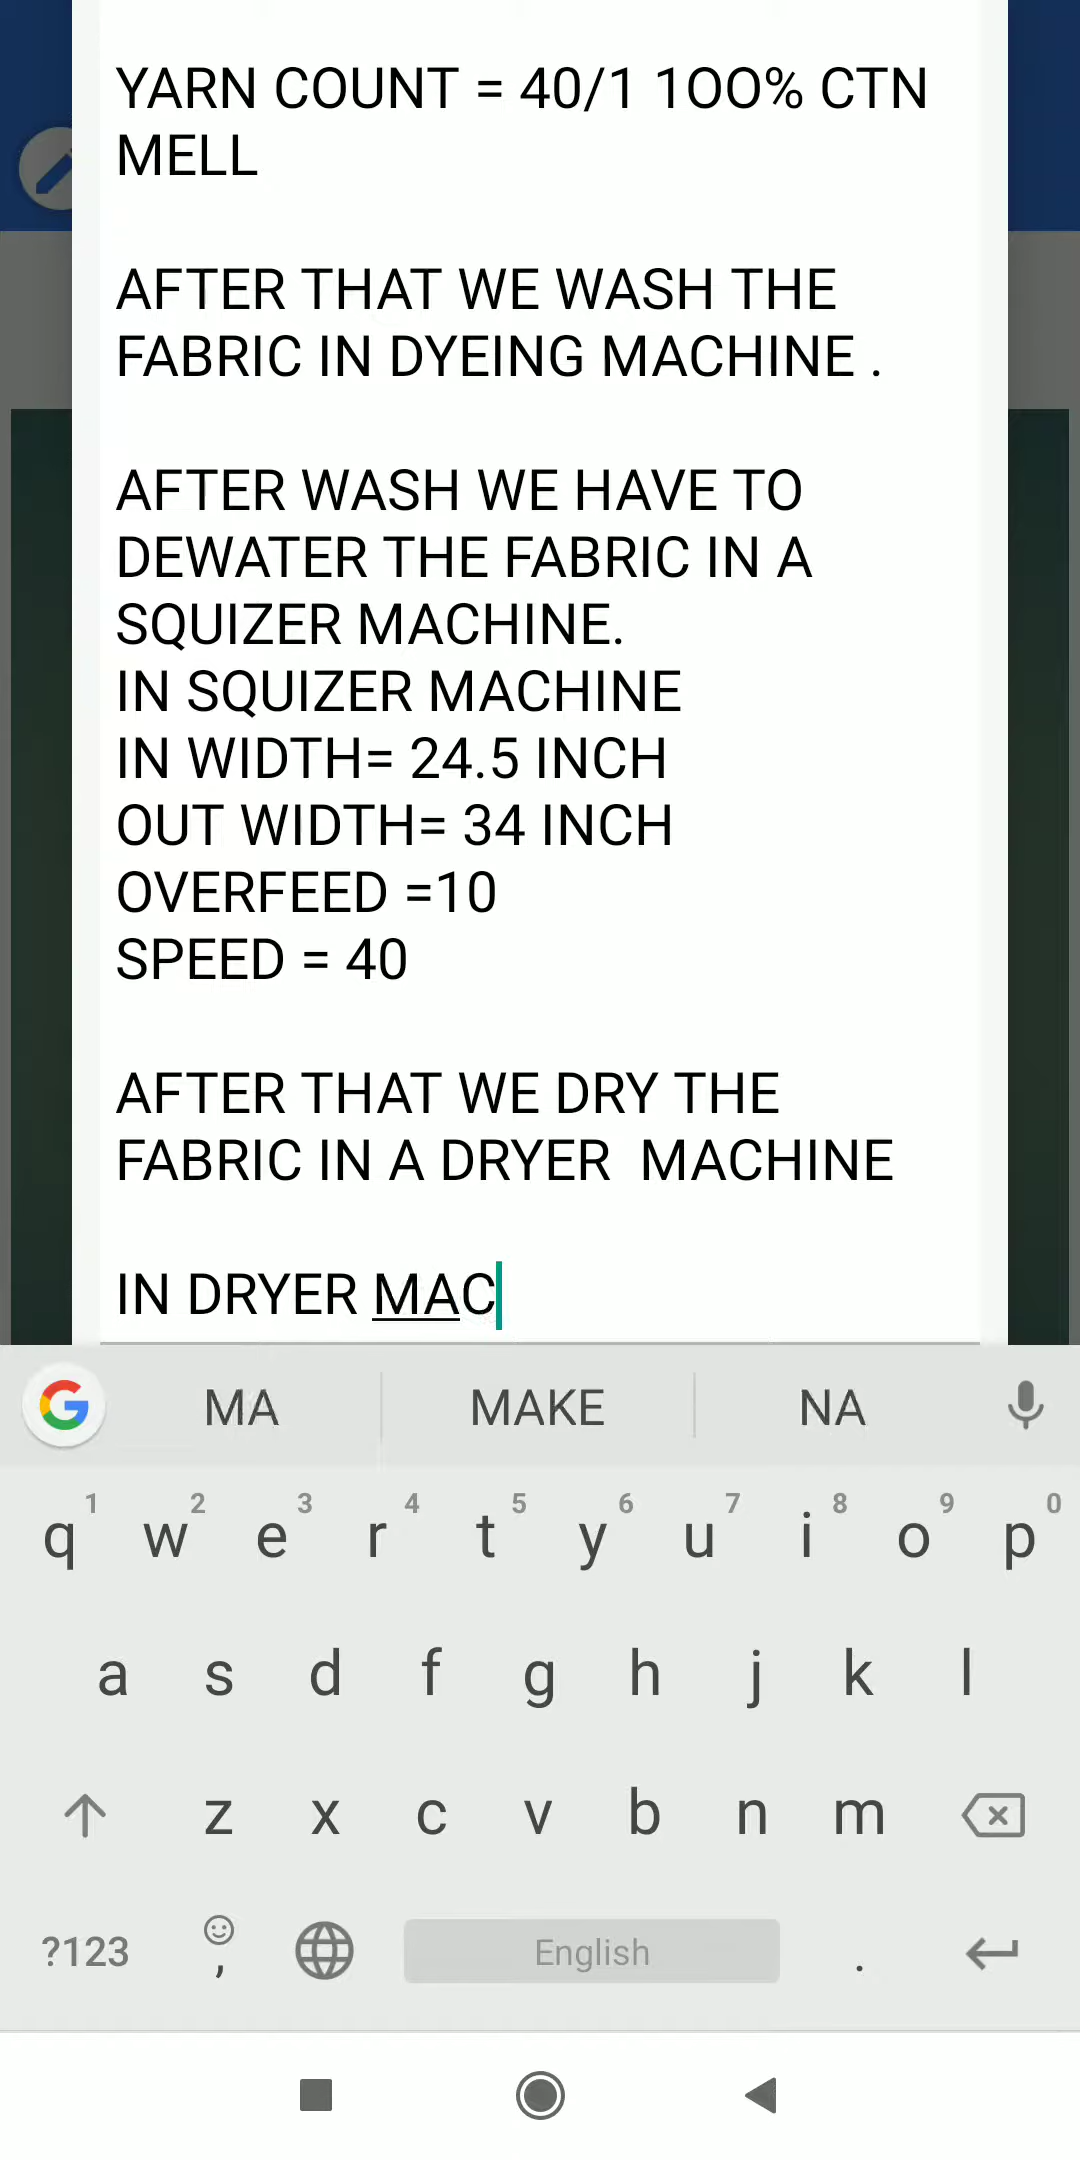 YARN COUNT = 40/1 1OO% CTN
MELL
AFTER THAT WE WASH THE
FABRIC IN DYEING MACHINE .
AFTER WASH WE HAVE TO
DEWATER THE FABRIC IN A
SQUIZER MACHINE.
IN SQUIZER MACHINE
IN WIDTH= 24.5 INCH
OUT WIDTH= 34 INCH
OVERFEED =10
SPEED = 40
AFTER THAT WE DRY THE
FABRIC IN A DRYER  MACHINE
IN DRYER MAC
MA MAKE NA
1 2 3 4 5 6 7 8 9 0
q w e r t y u i o p
a s d f g h j k l
z x c v b n m
?123 , English .